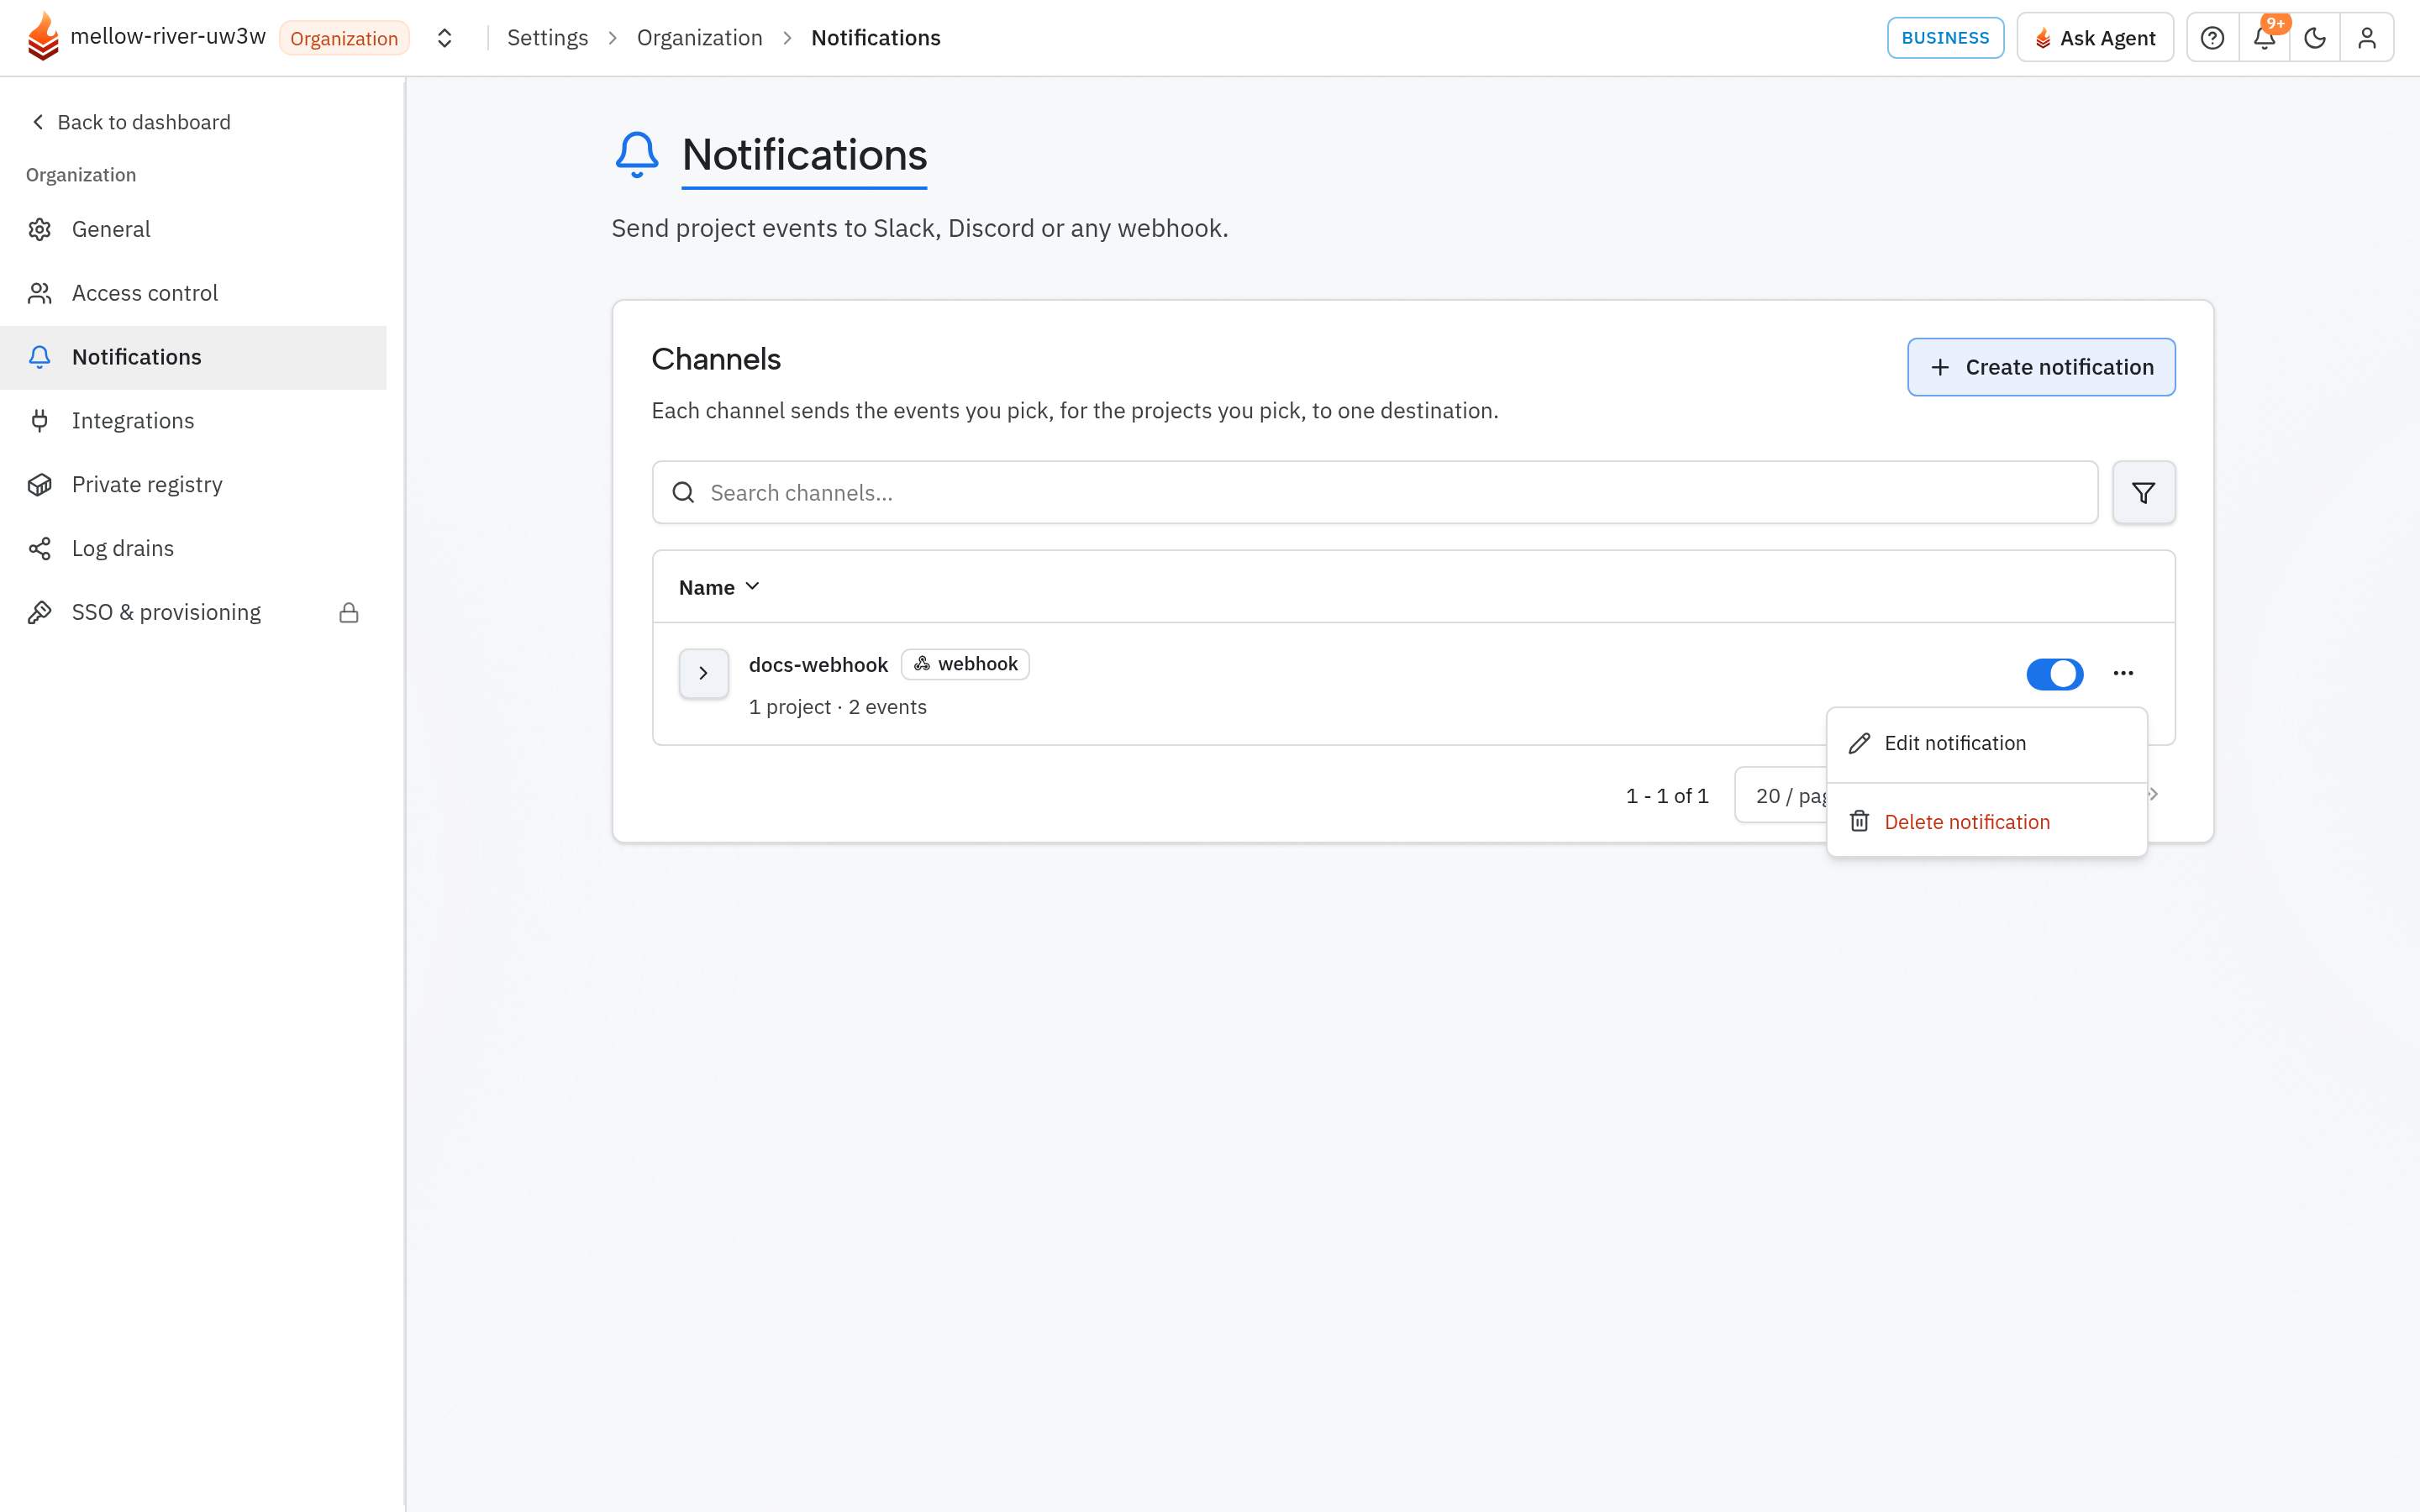 mellow-river-uw3w Organization Settings Organization Notifications BUSINESS Ask Agent 9+
Back to dashboard
Organization
General
Access control
Notifications
Integrations
Private registry
Log drains
SSO & provisioning
Notifications
Send project events to Slack, Discord or any webhook.
Channels
Create notification
Each channel sends the events you pick, for the projects you pick, to one destination.
Search channels...
Name
docs-webhook webhook
1 project · 2 events
Edit notification
1 - 1 of 1 20 / pag
Delete notification